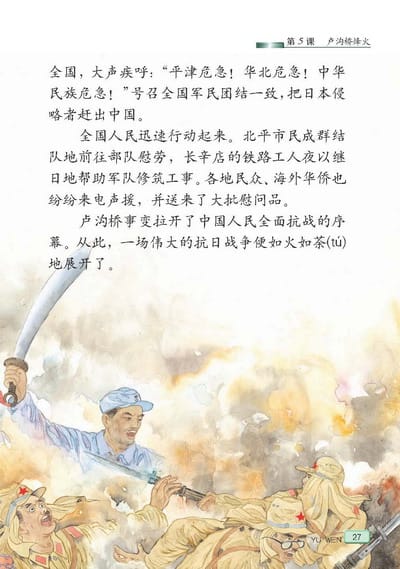 第5课 卢沟桥烽火
全国，大声疾呼：“平津危急！华北危急！中华
民族危急！”号召全国军民团结一致，把日本侵
略者赶出中国。
全国人民迅速行动起来。北平市民成群结
队地前往部队慰劳，长辛店的铁路工人夜以继
日地帮助军队修筑工事。各地民众、海外华侨也
纷纷来电声援，并送来了大批慰问品。
卢沟桥事变拉开了中国人民全面抗战的序
幕。从此，一场伟大的抗日战争便如火如荼(tú)
地展开了。
YU WEN 27